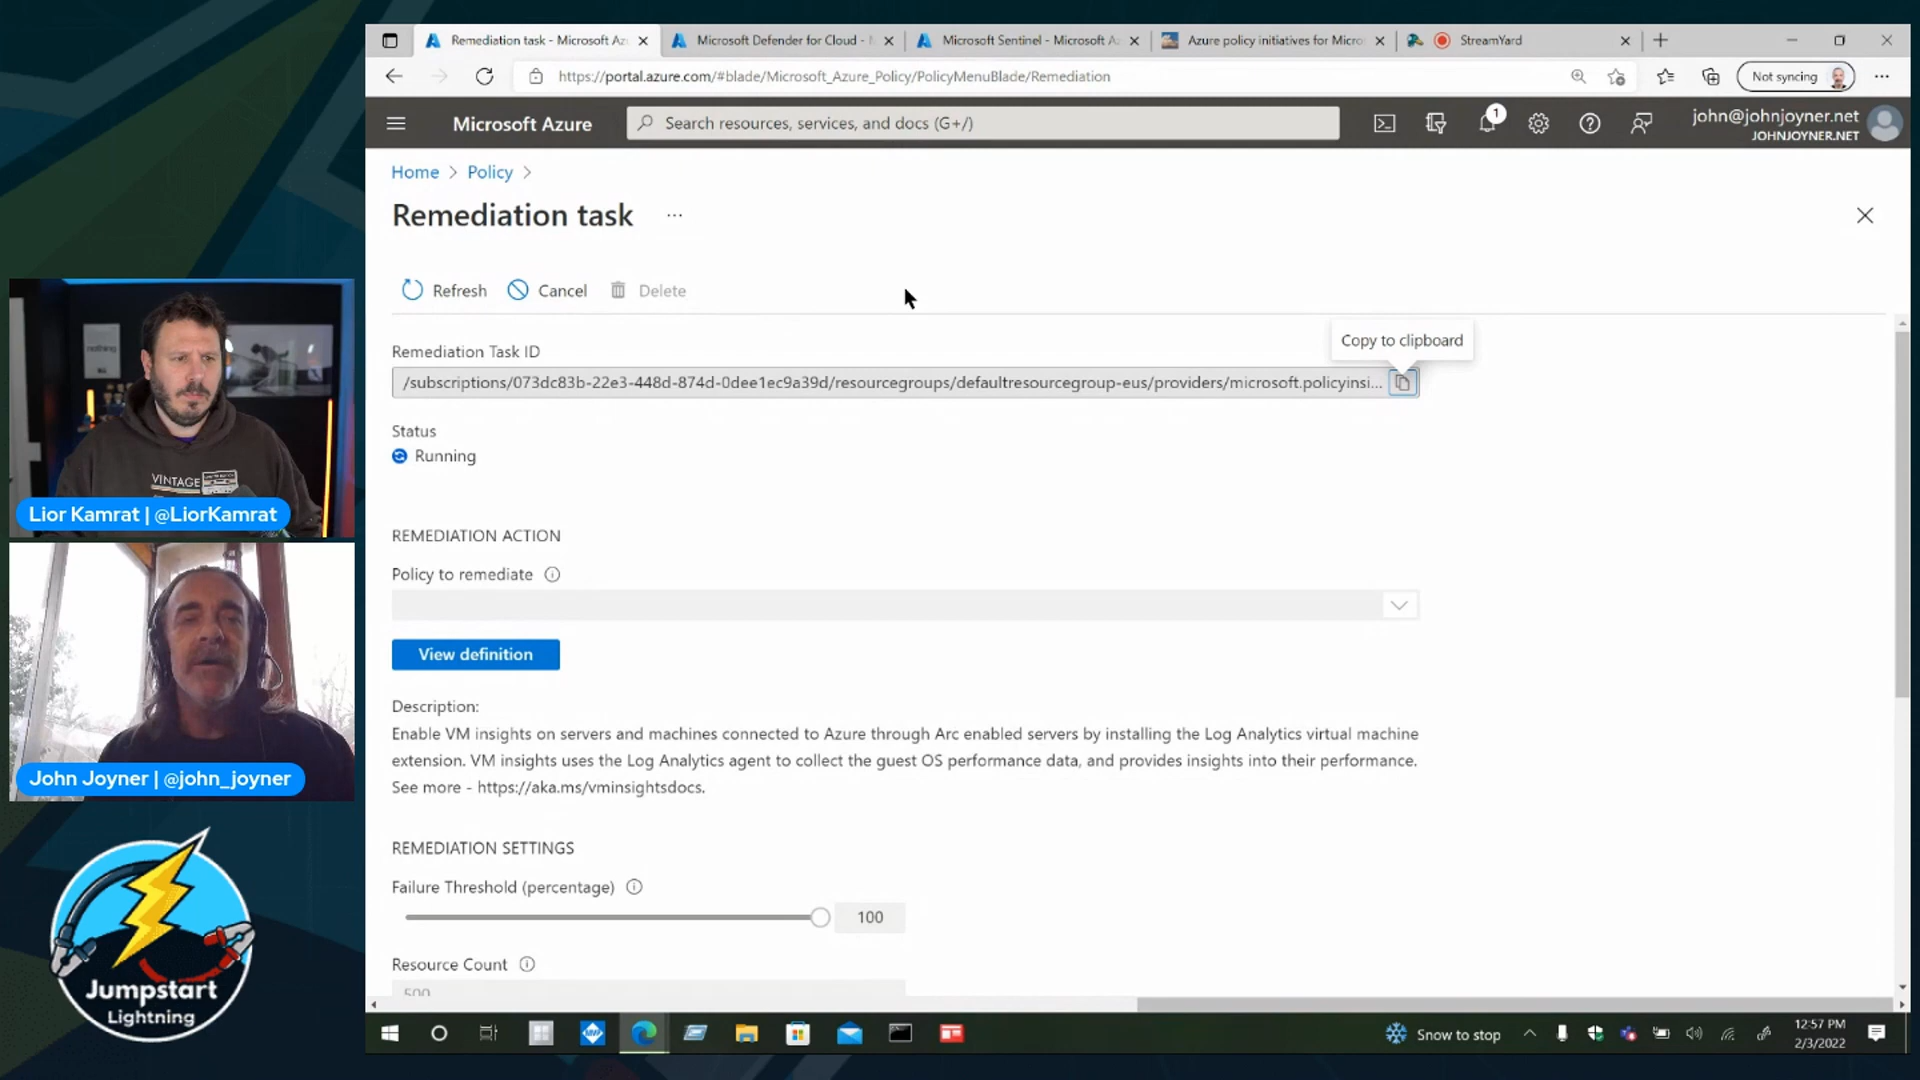 Remediation task - Microsoft Az
Microsoft Defender for Cloud -
Microsoft Sentinel - Microsoft A
Azure policy initiatives for Micro
StreamYard
https://portal.azure.com/#blade/Microsoft_Azure_Policy/PolicyMenuBlade/Remediation
Not syncing
Microsoft Azure
Search resources, services, and docs (G+/)
1
john@johnjoyner.net
JOHNJOYNER.NET
Home > Policy >
Remediation task ...
Refresh
Cancel
Delete
Copy to clipboard
Remediation Task ID
/subscriptions/073dc83b-22e3-448d-874d-0dee1ec9a39d/resourcegroups/defaultresourcegroup-eus/providers/microsoft.policyinsi...
Status
Running
REMEDIATION ACTION
Policy to remediate
View definition
Description:
Enable VM insights on servers and machines connected to Azure through Arc enabled servers by installing the Log Analytics virtual machine
extension. VM insights uses the Log Analytics agent to collect the guest OS performance data, and provides insights into their performance.
See more - https://aka.ms/vminsightsdocs.
REMEDIATION SETTINGS
Failure Threshold (percentage)
100
Resource Count
500
Snow to stop
12:57 PM
2/3/2022
nothing
VINTAGE
Lior Kamrat | @LiorKamrat
John Joyner | @john_joyner
Jumpstart
Lightning